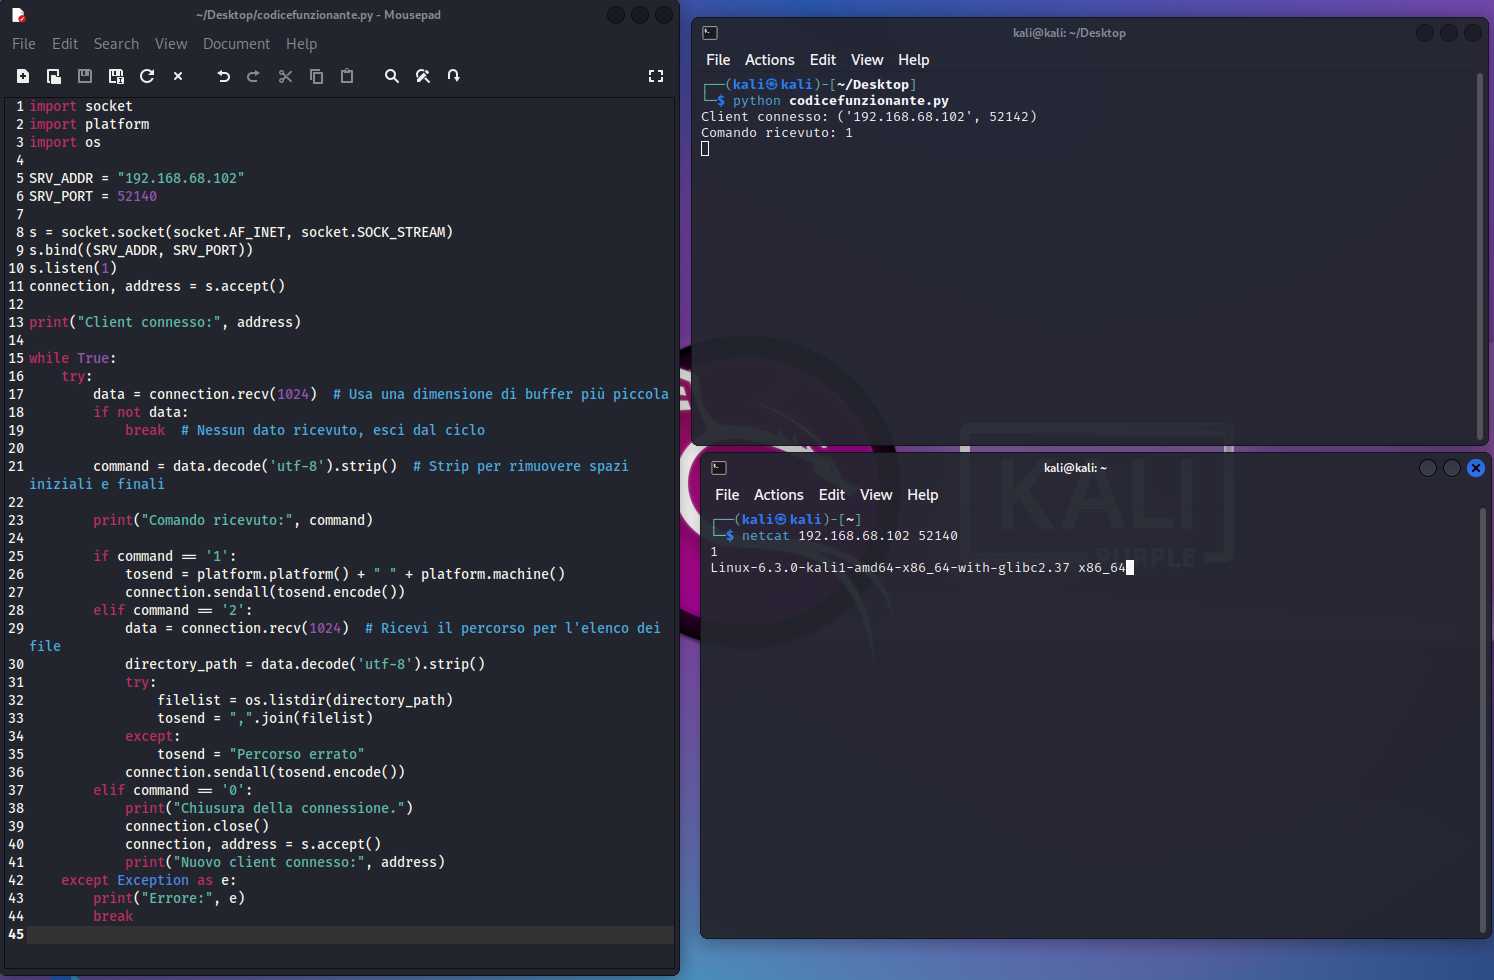 ~/Desktop/codicefunzionante.py - Mousepad
File Edit Search View Document Help
1 import socket
2 import platform
3 import os
4
5 SRV_ADDR = "192.168.68.102"
6 SRV_PORT = 52140
7
8 s = socket.socket(socket.AF_INET, socket.SOCK_STREAM)
9 s.bind((SRV_ADDR, SRV_PORT))
10 s.listen(1)
11 connection, address = s.accept()
12
13 print("Client connesso:", address)
14
15 while True:
16     try:
17         data = connection.recv(1024)  # Usa una dimensione di buffer più piccola
18         if not data:
19             break  # Nessun dato ricevuto, esci dal ciclo
20
21         command = data.decode('utf-8').strip()  # Strip per rimuovere spazi
iniziali e finali
22
23         print("Comando ricevuto:", command)
24
25         if command == '1':
26             tosend = platform.platform() + " " + platform.machine()
27             connection.sendall(tosend.encode())
28         elif command == '2':
29             data = connection.recv(1024)  # Ricevi il percorso per l'elenco dei
file
30             directory_path = data.decode('utf-8').strip()
31             try:
32                 filelist = os.listdir(directory_path)
33                 tosend = ",".join(filelist)
34             except:
35                 tosend = "Percorso errato"
36             connection.sendall(tosend.encode())
37         elif command == '0':
38             print("Chiusura della connessione.")
39             connection.close()
40             connection, address = s.accept()
41             print("Nuovo client connesso:", address)
42     except Exception as e:
43         print("Errore:", e)
44         break
45
kali@kali: ~/Desktop
File Actions Edit View Help
┌──(kali㉿kali)-[~/Desktop]
└─$ python codicefunzionante.py
Client connesso: ('192.168.68.102', 52142)
Comando ricevuto: 1
kali@kali: ~
File Actions Edit View Help
┌──(kali㉿kali)-[~]
└─$ netcat 192.168.68.102 52140
1
Linux-6.3.0-kali1-amd64-x86_64-with-glibc2.37 x86_64
KALI
PURPLE